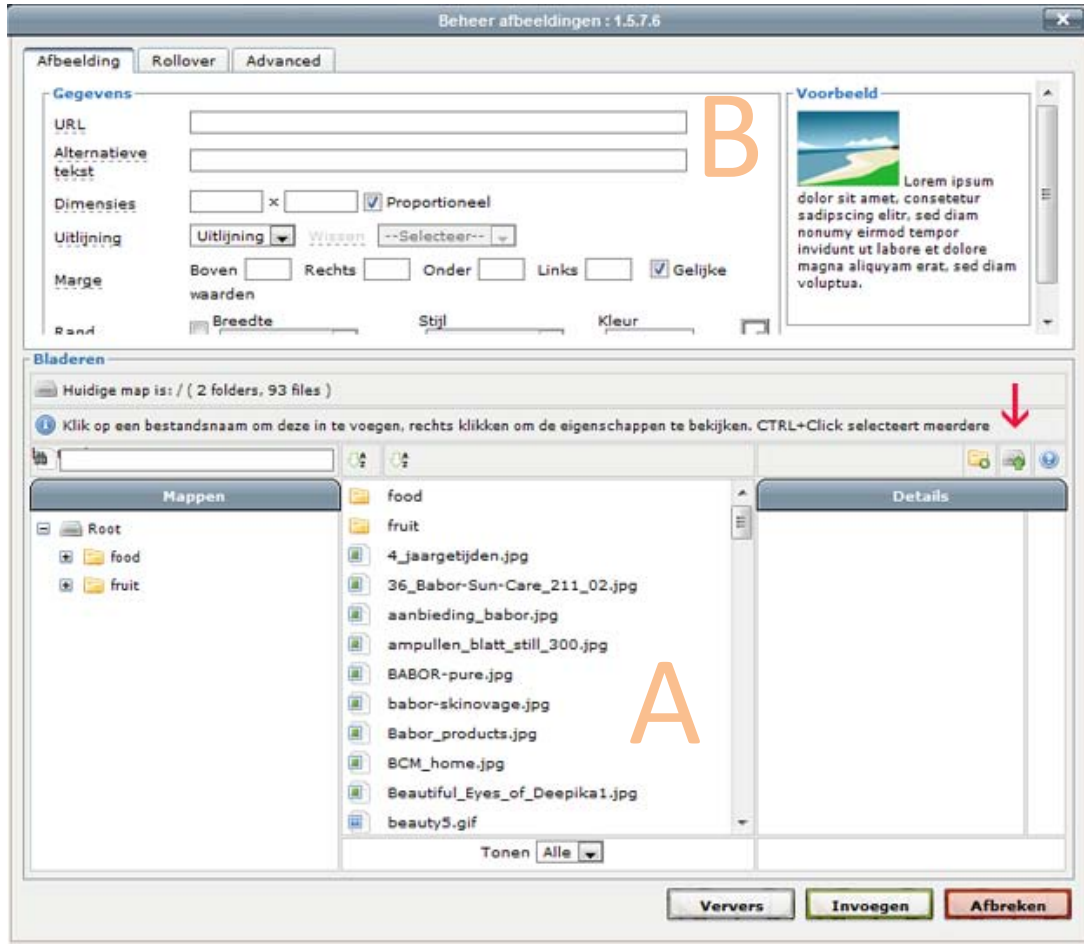 Beheer afbeeldingen : 1.5.7.6
Afbeelding Rollover Advanced
Gegevens
URL
Alternatieve
tekst
Dimensies × Proportioneel
Uitlijning Uitlijning Wissen --Selecteer--
Marge Boven Rechts Onder Links Gelijke
waarden
Rand Breedte Stijl Kleur
B
Voorbeeld
Lorem ipsum
dolor sit amet, consetetur
sadipscing elitr, sed diam
nonumy eirmod tempor
invidunt ut labore et dolore
magna aliquyam erat, sed diam
voluptua.
Bladeren
Huidige map is: / ( 2 folders, 93 files )
Klik op een bestandsnaam om deze in te voegen, rechts klikken om de eigenschappen te bekijken. CTRL+Click selecteert meerdere
Mappen
Root
food
fruit
food
fruit
4_jaargetijden.jpg
36_Babor-Sun-Care_211_02.jpg
aanbieding_babor.jpg
ampullen_blatt_still_300.jpg
BABOR-pure.jpg
babor-skinovage.jpg
Babor_products.jpg
BCM_home.jpg
Beautiful_Eyes_of_Deepika1.jpg
beauty5.gif
A
Tonen Alle
Details
Ververs Invoegen Afbreken